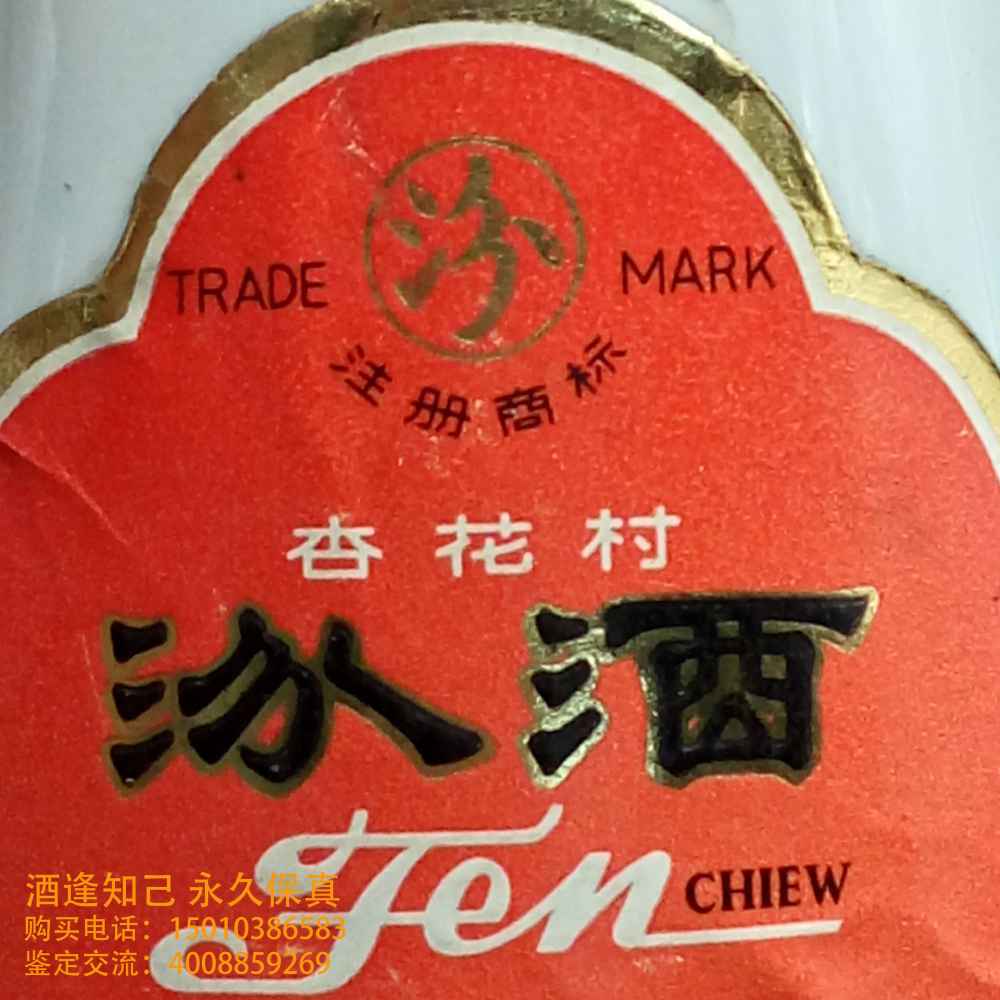 汾
TRADE MARK
注册商标
杏花村
汾酒
Fen CHIEW
酒逢知己 永久保真
购买电话：15010386583
鉴定交流：4008859269